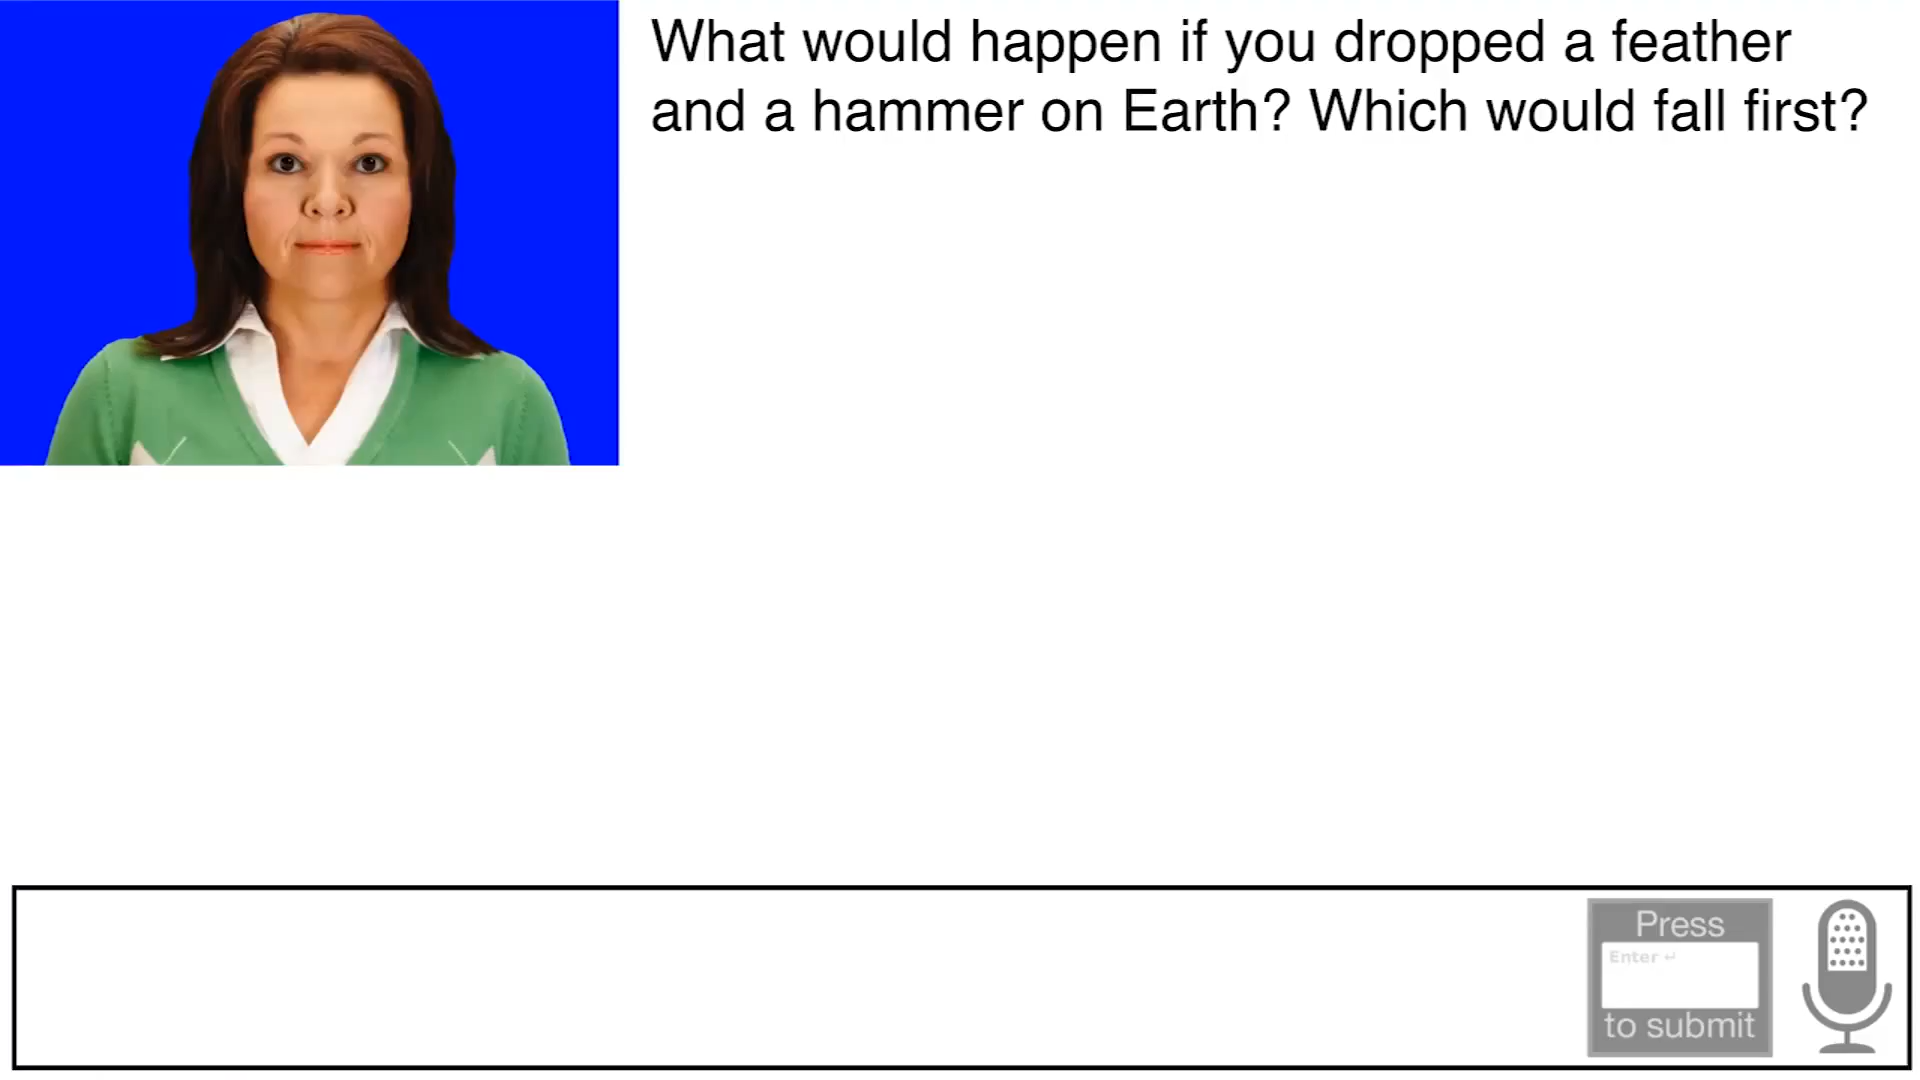 What would happen if you dropped a feather
and a hammer on Earth? Which would fall first?
Press
Enter ↵
to submit